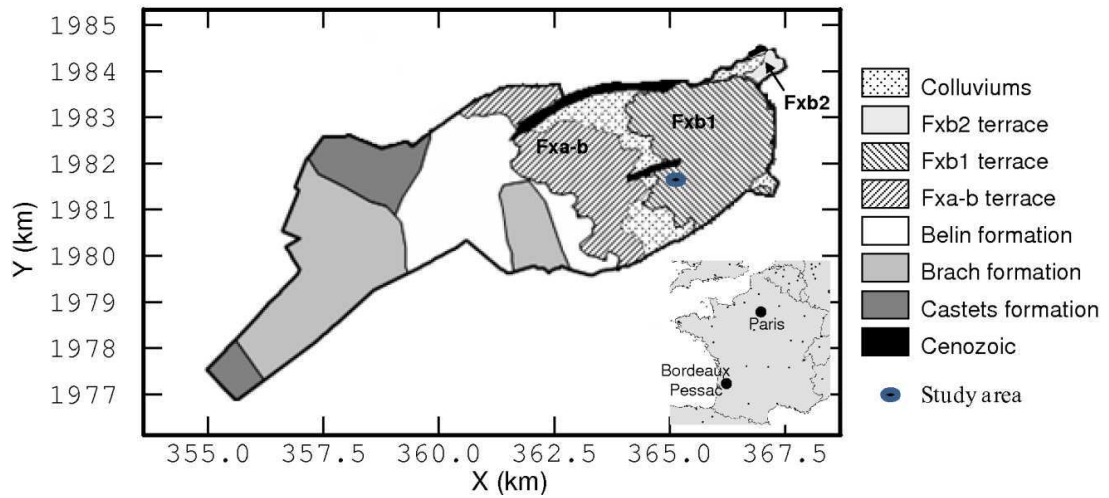 1985
1984
1983
1982
1981
1980
1979
1978
1977
Y (km)
355.0 357.5 360.0 362.5 365.0 367.5
X (km)
Fxb2
Fxb1
Fxa-b
Paris
Bordeaux
Pessac
Colluviums
Fxb2 terrace
Fxb1 terrace
Fxa-b terrace
Belin formation
Brach formation
Castets formation
Cenozoic
Study area